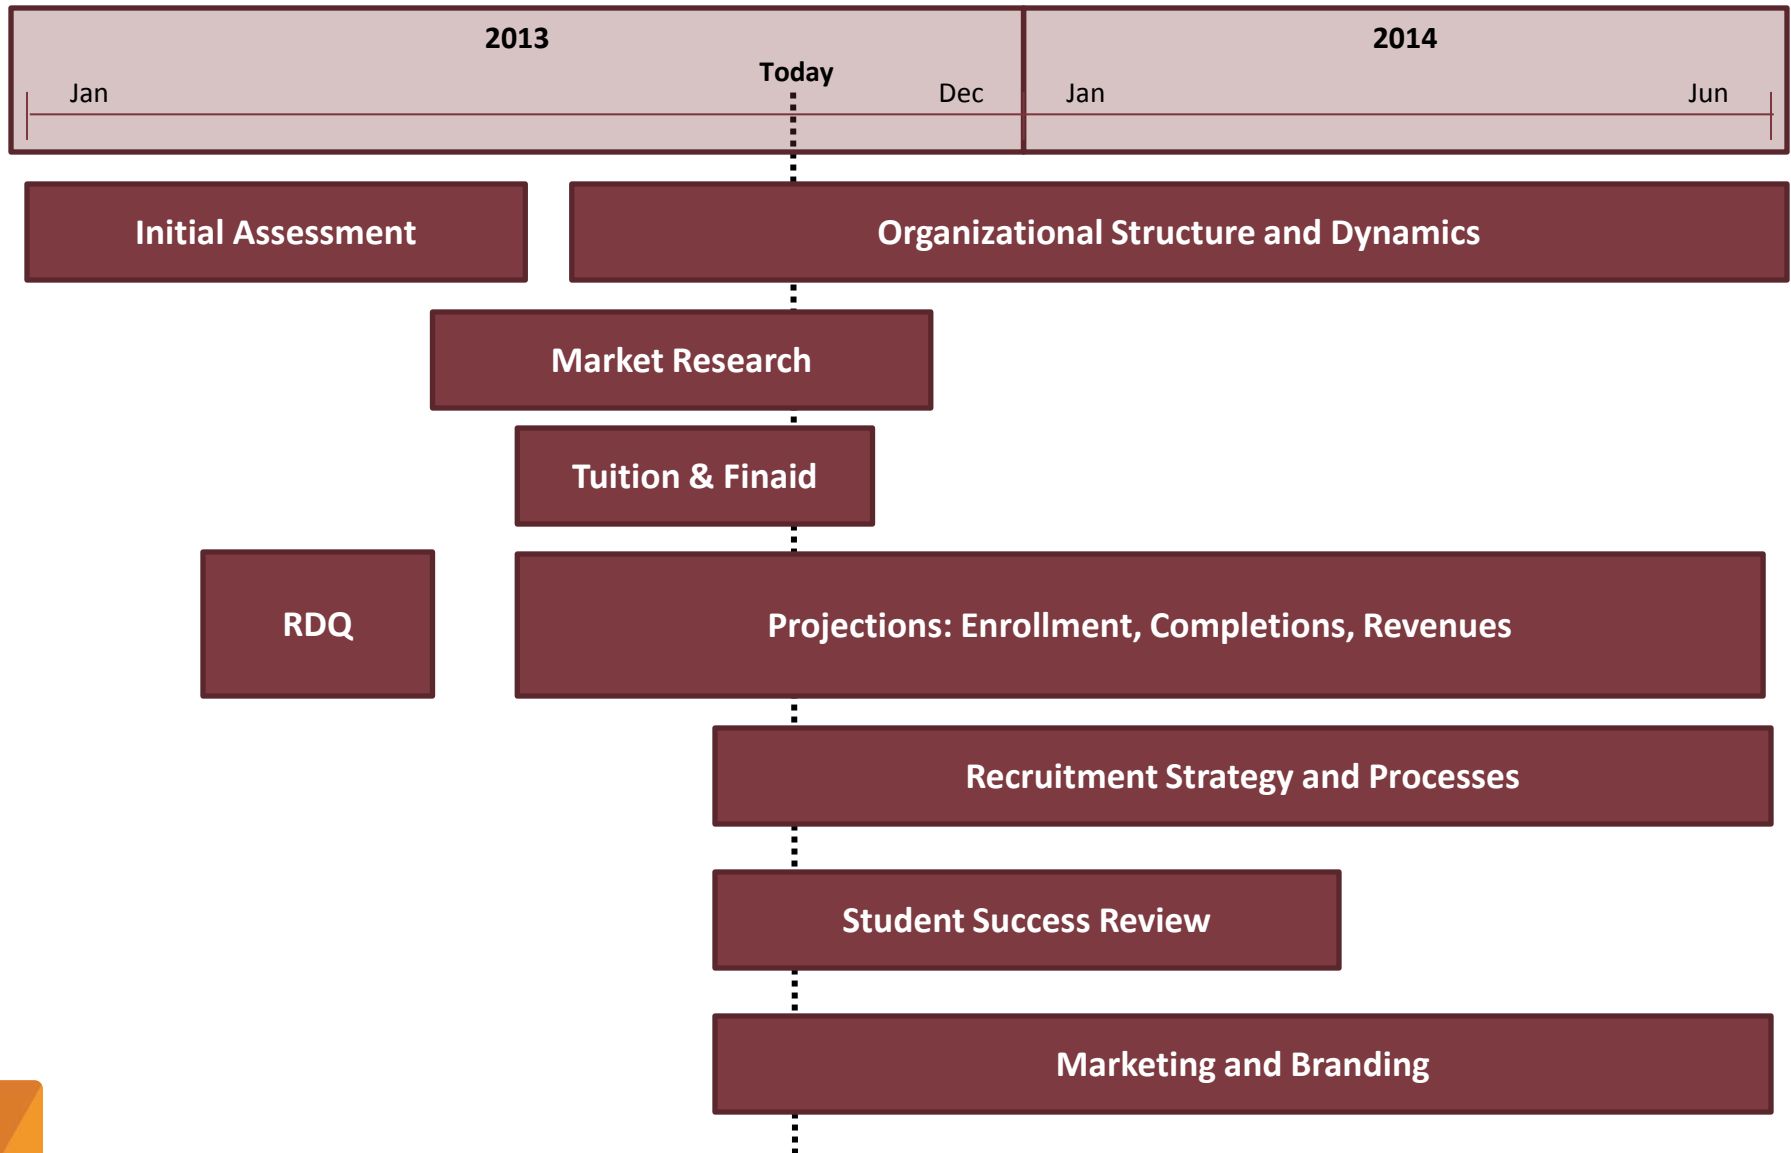 2013
2014
Today
Jan
Dec
Jan
Jun
Initial Assessment
Organizational Structure and Dynamics
Market Research
Tuition & Finaid
RDQ
Projections: Enrollment, Completions, Revenues
Recruitment Strategy and Processes
Student Success Review
Marketing and Branding